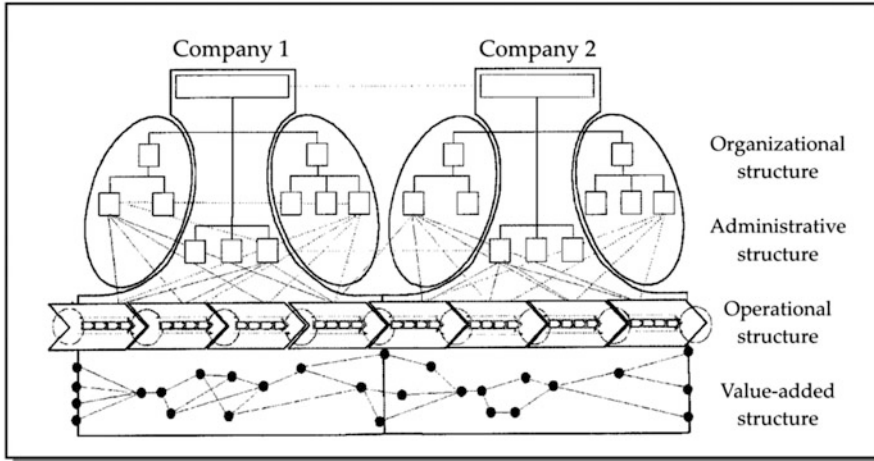 Company 1
Company 2
Organizational
structure
Administrative
structure
Operational
structure
Value-added
structure